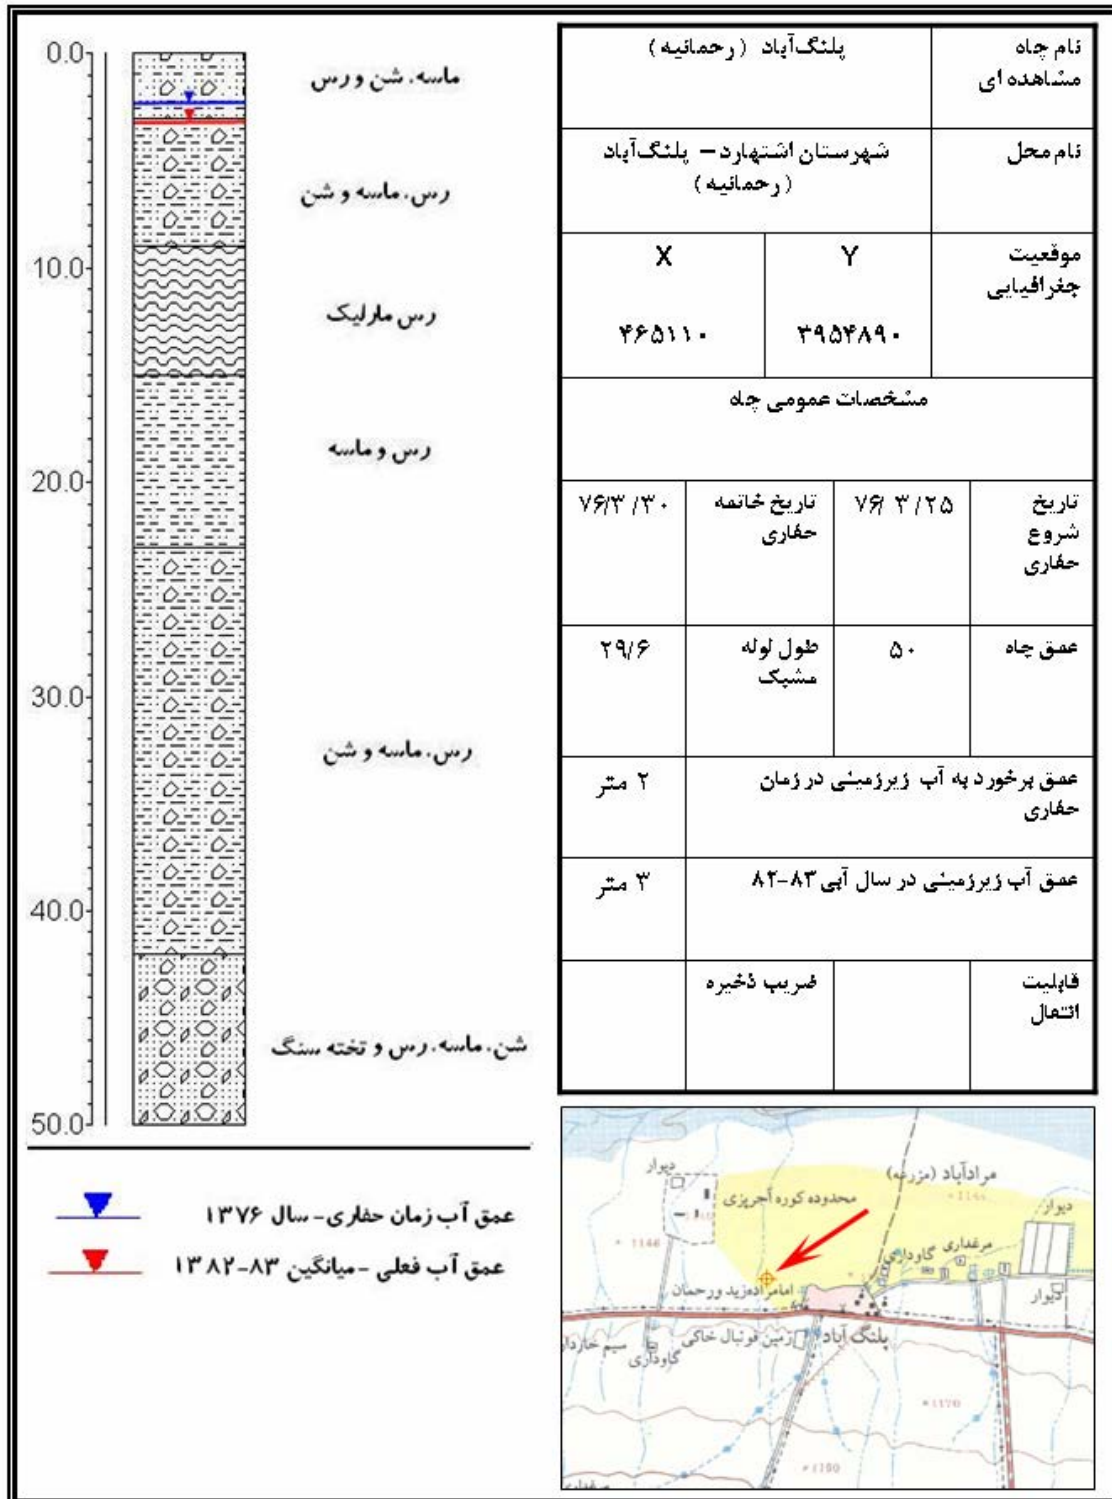 نام چاه
مشاهده ای
پلنگ‌آباد (رحمانیه)
نام محل
شهرستان اشتهارد – پلنگ‌آباد
(رحمانیه)
موقعیت
جغرافیایی
Y
X
۳۹۵۴۸۹۰
۴۶۵۱۱۰
مشخصات عمومی چاه
تاریخ
شروع
حفاری
۷۶/ ۳/ ۲۵
تاریخ خاتمه
حفاری
۷۶/۳ /۳۰
عمق چاه
۵۰
طول لوله
مشبک
۲۹/۶
عمق برخورد به آب زیرزمینی در زمان
حفاری
۲ متر
عمق آب زیرزمینی در سال آبی ۸۳-۸۲
۳ متر
قابلیت
انتقال
ضریب ذخیره
0.0
ماسه، شن و رس
رس، ماسه و شن
10.0
رس مارلیک
رس و ماسه
20.0
30.0
رس، ماسه و شن
40.0
شن، ماسه، رس و تخته سنگ
50.0
عمق آب زمان حفاری- سال ۱۳۷۶
عمق آب فعلی -میانگین ۸۳-۱۳۸۲
مرادآباد (مزرعه)
دیوار
محدوده کوره آجرپزی
دیوار
مرغداری
گاوداری
امامزاده‌زید ورحمان
دیوار
پلنگ آباد
زمین فوتبال خاکی
گاوداری
سیم خاردار
1170